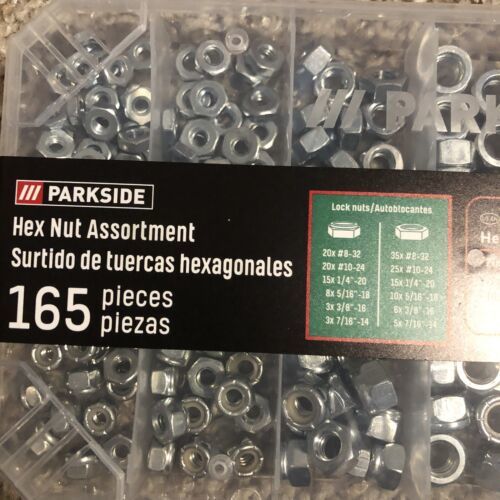 /// PARKSIDE
Hex Nut Assortment
Surtido de tuercas hexagonales
165 pieces
piezas
Lock nuts/Autoblocantes
20x #8-32 35x #8-32
20x #10-24 25x #10-24
15x 1/4"-20 15x 1/4"-20
8x 5/16"-18 10x 5/16"-18
3x 3/8"-16 6x 3/8"-16
3x 7/16"-14 5x 7/16"-14
He